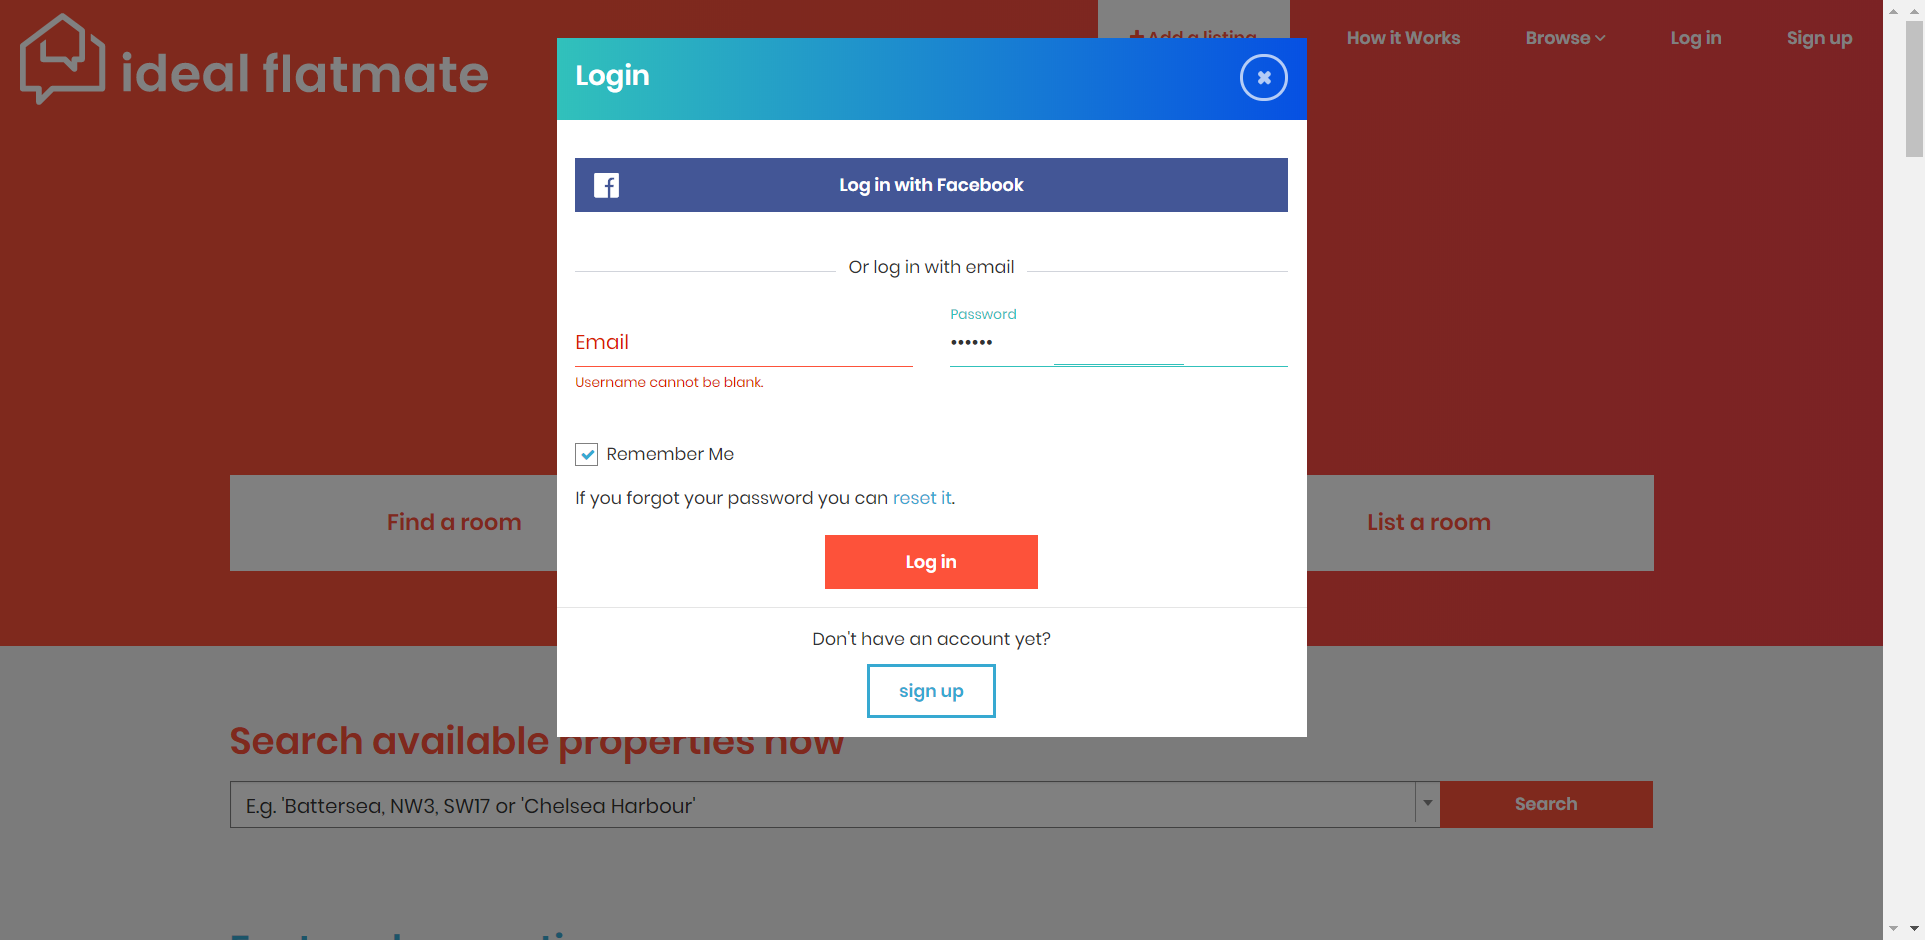 ideal flatmate
Add a listing
How it Works
Browse
Log in
Sign up
Login
Log in with Facebook
Or log in with email
Email
Username cannot be blank.
Password
••••••
Remember Me
If you forgot your password you can reset it.
Log in
Don't have an account yet?
sign up
Find a room
List a room
Search available properties now
E.g. 'Battersea, NW3, SW17 or 'Chelsea Harbour'
Search